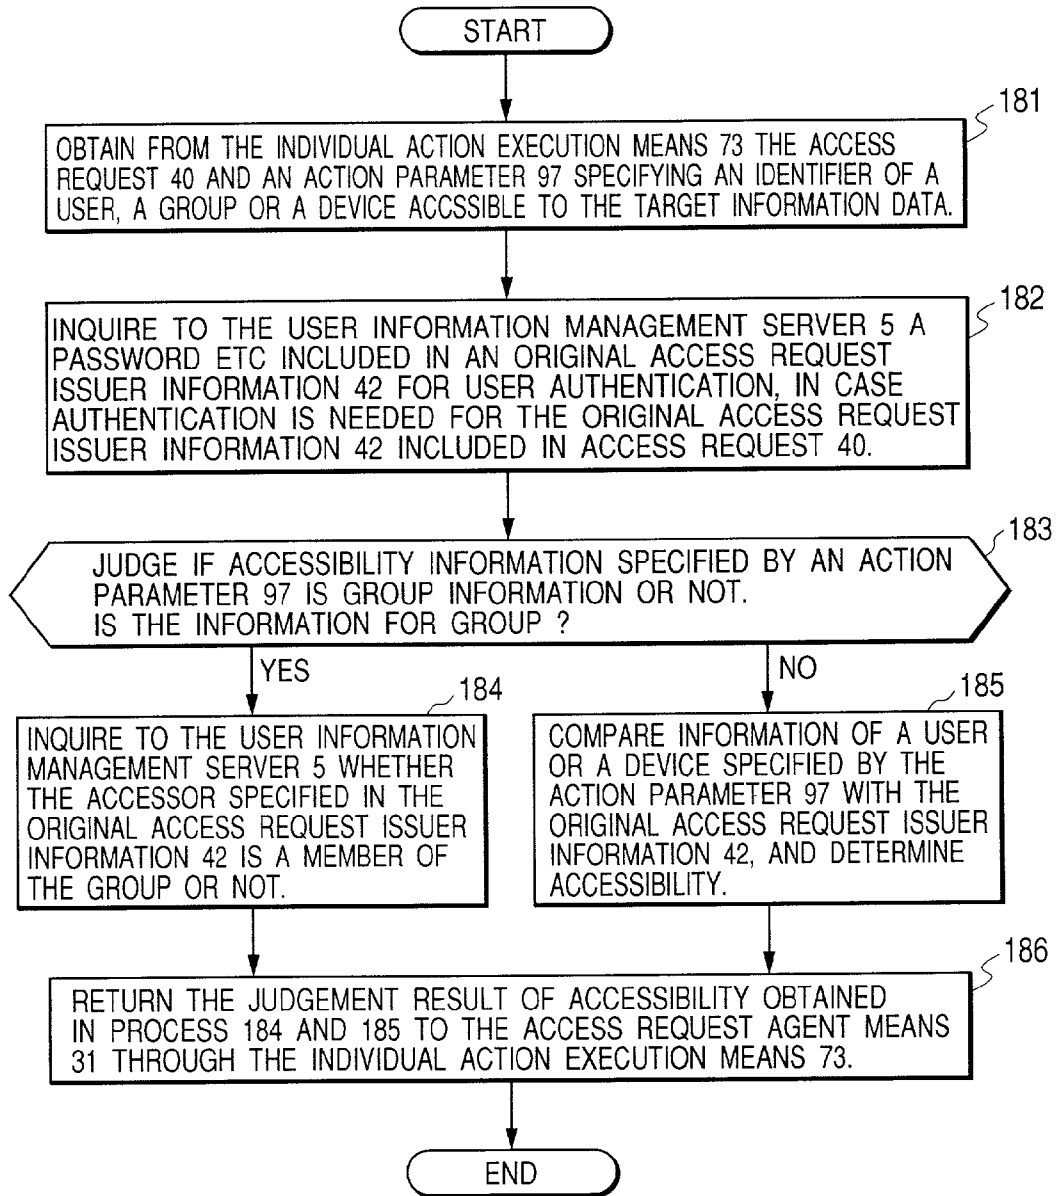 START
181
OBTAIN FROM THE INDIVIDUAL ACTION EXECUTION MEANS 73 THE ACCESS
REQUEST 40 AND AN ACTION PARAMETER 97 SPECIFYING AN IDENTIFIER OF A
USER, A GROUP OR A DEVICE ACCSSIBLE TO THE TARGET INFORMATION DATA.
182
INQUIRE TO THE USER INFORMATION MANAGEMENT SERVER 5 A
PASSWORD ETC INCLUDED IN AN ORIGINAL ACCESS REQUEST
ISSUER INFORMATION 42 FOR USER AUTHENTICATION, IN CASE
AUTHENTICATION IS NEEDED FOR THE ORIGINAL ACCESS REQUEST
ISSUER INFORMATION 42 INCLUDED IN ACCESS REQUEST 40.
183
JUDGE IF ACCESSIBILITY INFORMATION SPECIFIED BY AN ACTION
PARAMETER 97 IS GROUP INFORMATION OR NOT.
IS THE INFORMATION FOR GROUP ?
YES
184
INQUIRE TO THE USER INFORMATION
MANAGEMENT SERVER 5 WHETHER
THE ACCESSOR SPECIFIED IN THE
ORIGINAL ACCESS REQUEST ISSUER
INFORMATION 42 IS A MEMBER OF
THE GROUP OR NOT.
NO
185
COMPARE INFORMATION OF A USER
OR A DEVICE SPECIFIED BY THE
ACTION PARAMETER 97 WITH THE
ORIGINAL ACCESS REQUEST ISSUER
INFORMATION 42, AND DETERMINE
ACCESSIBILITY.
186
RETURN THE JUDGEMENT RESULT OF ACCESSIBILITY OBTAINED
IN PROCESS 184 AND 185 TO THE ACCESS REQUEST AGENT MEANS
31 THROUGH THE INDIVIDUAL ACTION EXECUTION MEANS 73.
END